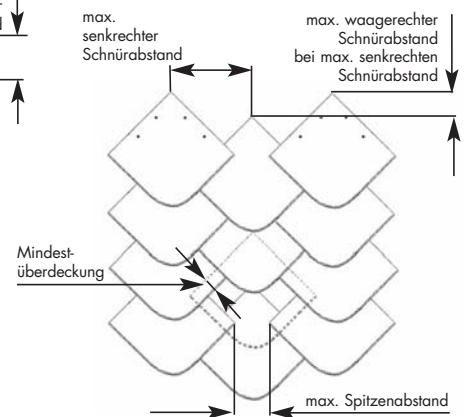 max.
senkrechter
Schnürabstand
max. waagerechter
Schnürabstand
bei max. senkrechten
Schnürabstand
Mindest-
überdeckung
max. Spitzenabstand